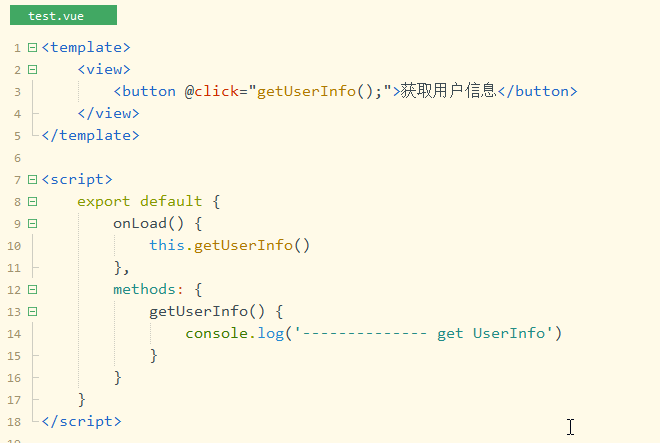 test.vue
1 <template>
2 <view>
3 <button @click="getUserInfo();">获取用户信息</button>
4 </view>
5 </template>
6
7 <script>
8 export default {
9 onLoad() {
10 this.getUserInfo()
11 },
12 methods: {
13 getUserInfo() {
14 console.log('-------------- get UserInfo')
15 }
16 }
17 }
18 </script>